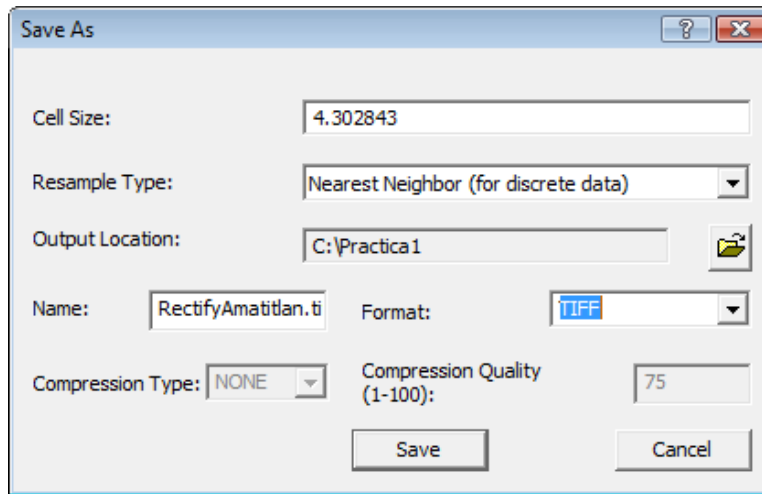 Save As
Cell Size: 4.302843
Resample Type: Nearest Neighbor (for discrete data)
Output Location: C:\Practica1
Name: RectifyAmatitlan.ti Format: TIFF
Compression Type: NONE Compression Quality (1-100): 75
Save Cancel